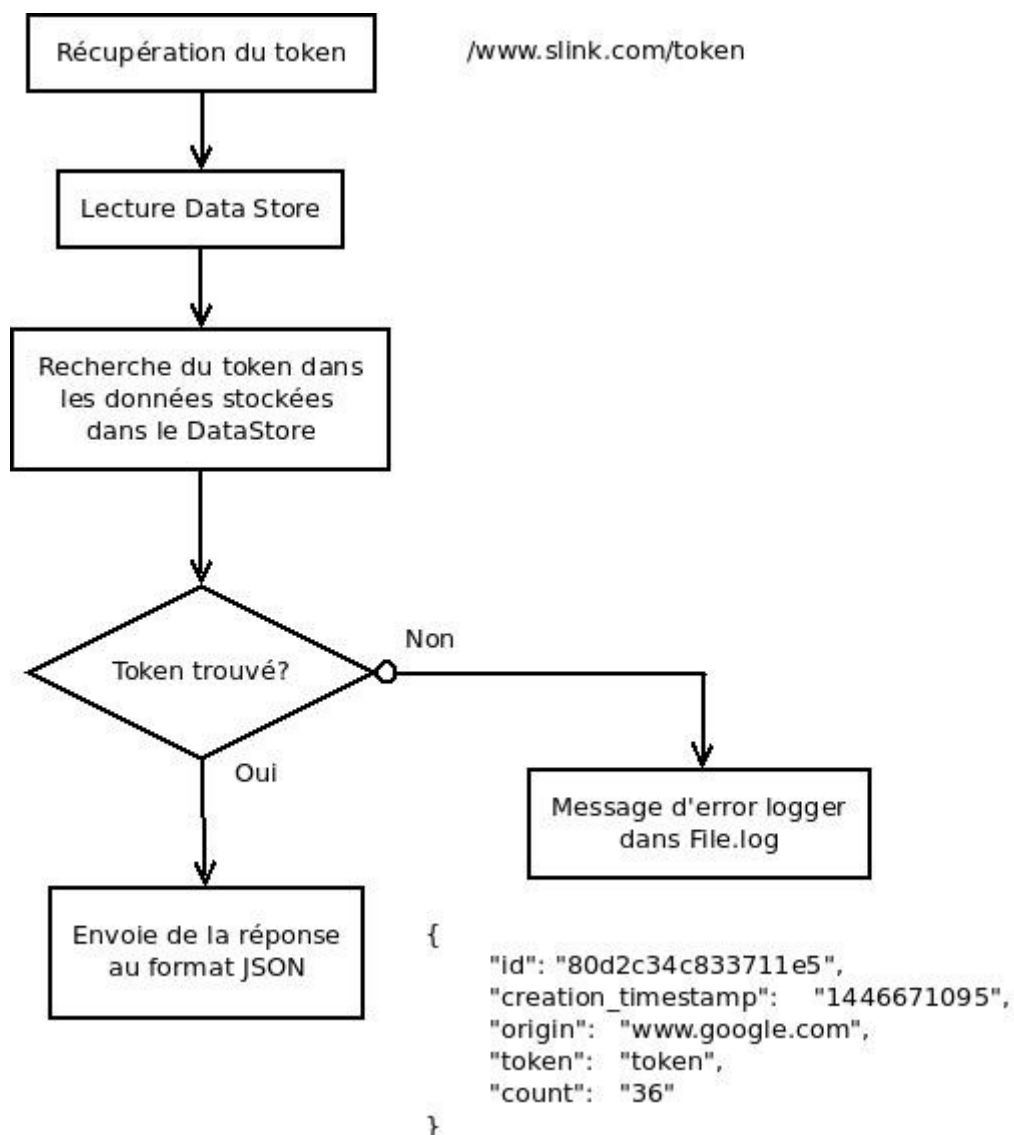 Récupération du token
/www.slink.com/token
Lecture Data Store
Recherche du token dans
les données stockées
dans le DataStore
Token trouvé?
Non
Oui
Message d'error logger
dans File.log
Envoie de la réponse
au format JSON
{
"id": "80d2c34c833711e5",
"creation_timestamp": "1446671095",
"origin": "www.google.com",
"token": "token",
"count": "36"
}